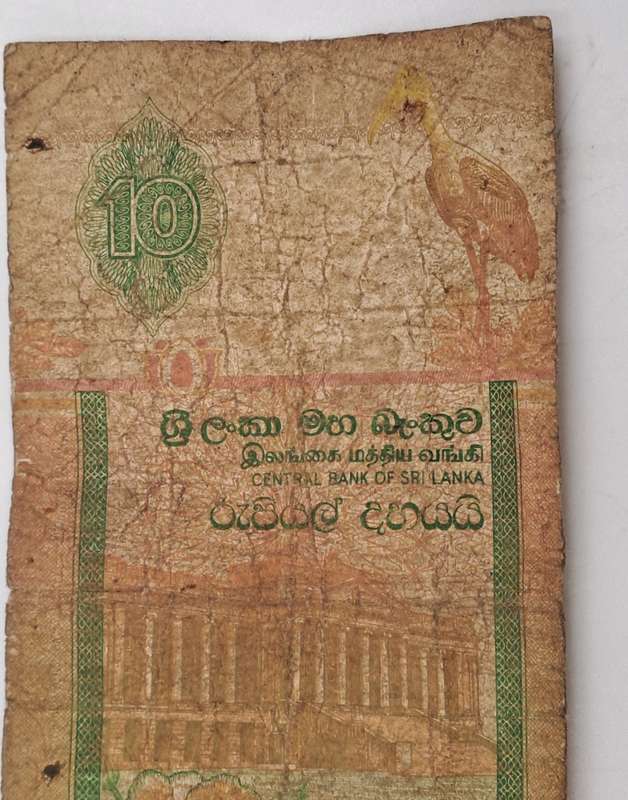 10
ශ්‍රී ලංකා මහ බැංකුව
இலங்கை மத்திய வங்கி
CENTRAL BANK OF SRI LANKA
රුපියල් දහයයි